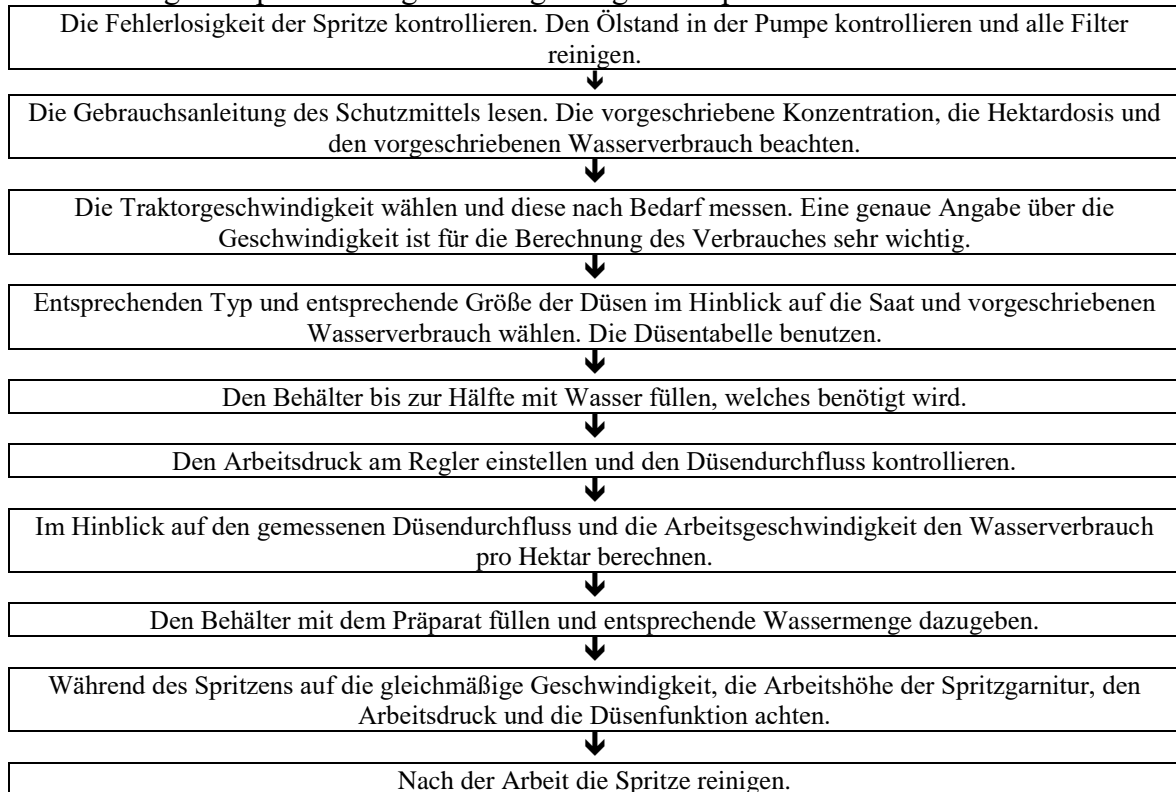 Die Fehlerlosigkeit der Spritze kontrollieren. Den Ölstand in der Pumpe kontrollieren und alle Filter
reinigen.
Die Gebrauchsanleitung des Schutzmittels lesen. Die vorgeschriebene Konzentration, die Hektardosis und
den vorgeschriebenen Wasserverbrauch beachten.
Die Traktorgeschwindigkeit wählen und diese nach Bedarf messen. Eine genaue Angabe über die
Geschwindigkeit ist für die Berechnung des Verbrauches sehr wichtig.
Entsprechenden Typ und entsprechende Größe der Düsen im Hinblick auf die Saat und vorgeschriebenen
Wasserverbrauch wählen. Die Düsentabelle benutzen.
Den Behälter bis zur Hälfte mit Wasser füllen, welches benötigt wird.
Den Arbeitsdruck am Regler einstellen und den Düsendurchfluss kontrollieren.
Im Hinblick auf den gemessenen Düsendurchfluss und die Arbeitsgeschwindigkeit den Wasserverbrauch
pro Hektar berechnen.
Den Behälter mit dem Präparat füllen und entsprechende Wassermenge dazugeben.
Während des Spritzens auf die gleichmäßige Geschwindigkeit, die Arbeitshöhe der Spritzgarnitur, den
Arbeitsdruck und die Düsenfunktion achten.
Nach der Arbeit die Spritze reinigen.